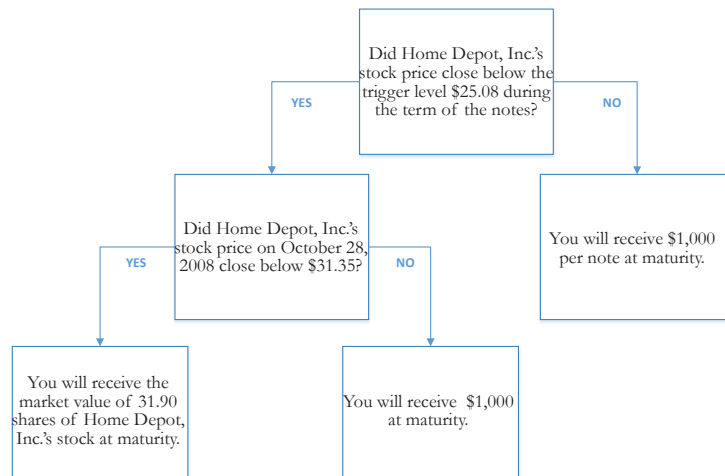 Did Home Depot, Inc.'s
stock price close below the
trigger level $25.08 during
the term of the notes?
YES
NO
Did Home Depot, Inc.'s
stock price on October 28,
2008 close below $31.35?
You will receive $1,000
per note at maturity.
YES
NO
You will receive the
market value of 31.90
shares of Home Depot,
Inc.'s stock at maturity.
You will receive $1,000
at maturity.